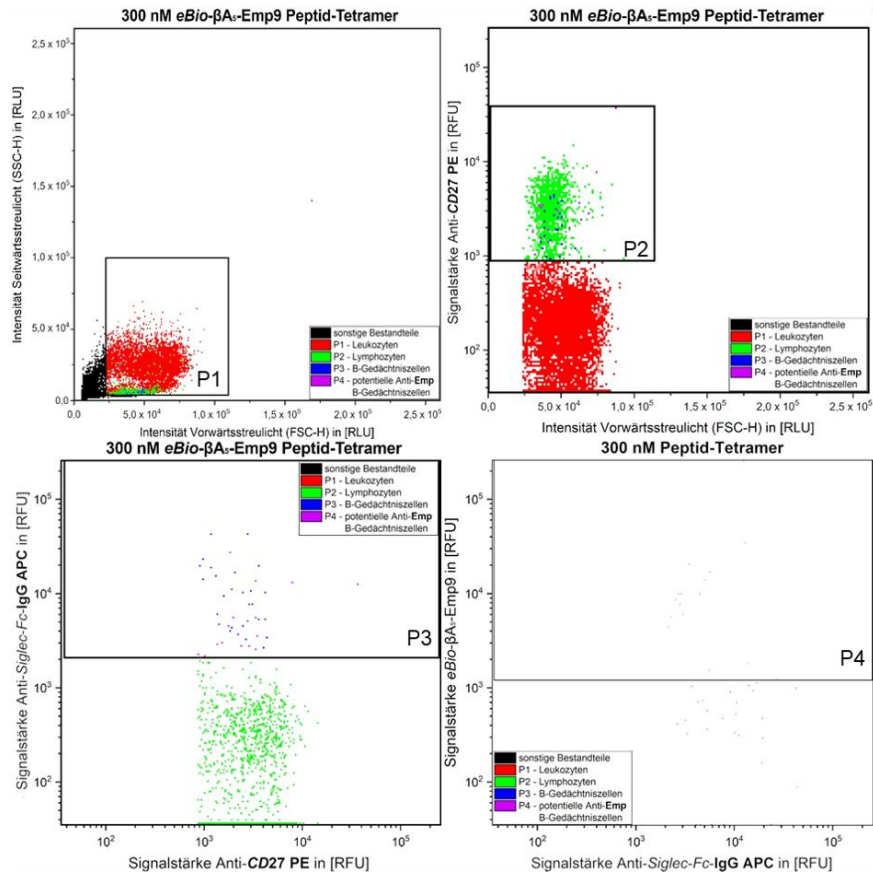 300 nM eBio-βA₅-Emp9 Peptid-Tetramer
Intensität Seitwärtsstreulicht (SSC-H) in [RLU]
2,5 x 10⁵
2,0 x 10⁵
1,5 x 10⁵
1,0 x 10⁵
5,0 x 10⁴
0,0
P1
sonstige Bestandteile
P1 - Leukozyten
P2 - Lymphozyten
P3 - B-Gedächtniszellen
P4 - potentielle Anti-Emp
B-Gedächtniszellen
0,0 5,0 x 10⁴ 1,0 x 10⁵ 1,5 x 10⁵ 2,0 x 10⁵ 2,5 x 10⁵
Intensität Vorwärtsstreulicht (FSC-H) in [RLU]
300 nM eBio-βA₅-Emp9 Peptid-Tetramer
Signalstärke Anti-CD27 PE in [RFU]
10⁵
10⁴
10³
10²
P2
sonstige Bestandteile
P1 - Leukozyten
P2 - Lymphozyten
P3 - B-Gedächtniszellen
P4 - potentielle Anti-Emp
B-Gedächtniszellen
0,0 5,0 x 10⁴ 1,0 x 10⁵ 1,5 x 10⁵ 2,0 x 10⁵ 2,5 x 10⁵
Intensität Vorwärtsstreulicht (FSC-H) in [RLU]
300 nM eBio-βA₅-Emp9 Peptid-Tetramer
Signalstärke Anti-Siglec-Fc-IgG APC in [RFU]
10⁵
10⁴
10³
10²
sonstige Bestandteile
P1 - Leukozyten
P2 - Lymphozyten
P3 - B-Gedächtniszellen
P4 - potentielle Anti-Emp
B-Gedächtniszellen
P3
10² 10³ 10⁴ 10⁵
Signalstärke Anti-CD27 PE in [RFU]
300 nM Peptid-Tetramer
Signalstärke eBio-βA₅-Emp9 in [RFU]
10⁵
10⁴
10³
10²
P4
sonstige Bestandteile
P1 - Leukozyten
P2 - Lymphozyten
P3 - B-Gedächtniszellen
P4 - potentielle Anti-Emp
B-Gedächtniszellen
10² 10³ 10⁴ 10⁵
Signalstärke Anti-Siglec-Fc-IgG APC in [RFU]